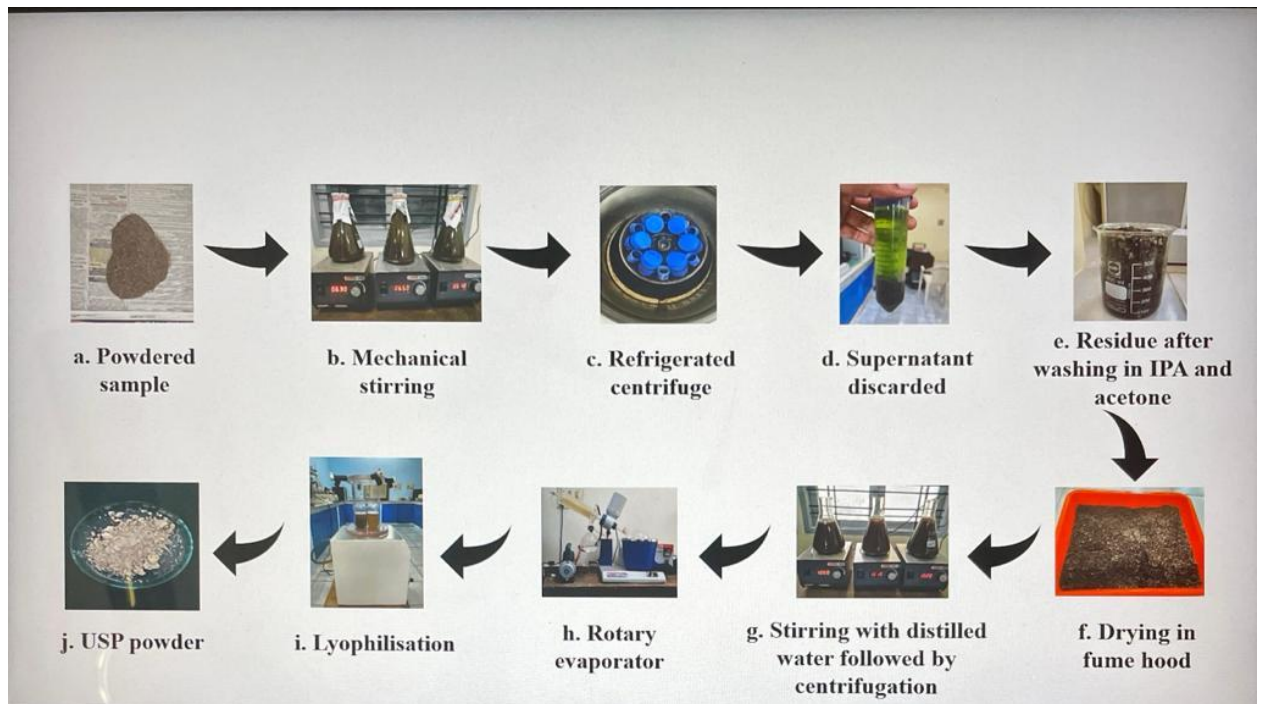 a. Powdered
sample
b. Mechanical
stirring
c. Refrigerated
centrifuge
d. Supernatant
discarded
e. Residue after
washing in IPA and
acetone
f. Drying in
fume hood
g. Stirring with distilled
water followed by
centrifugation
h. Rotary
evaporator
i. Lyophilisation
j. USP powder